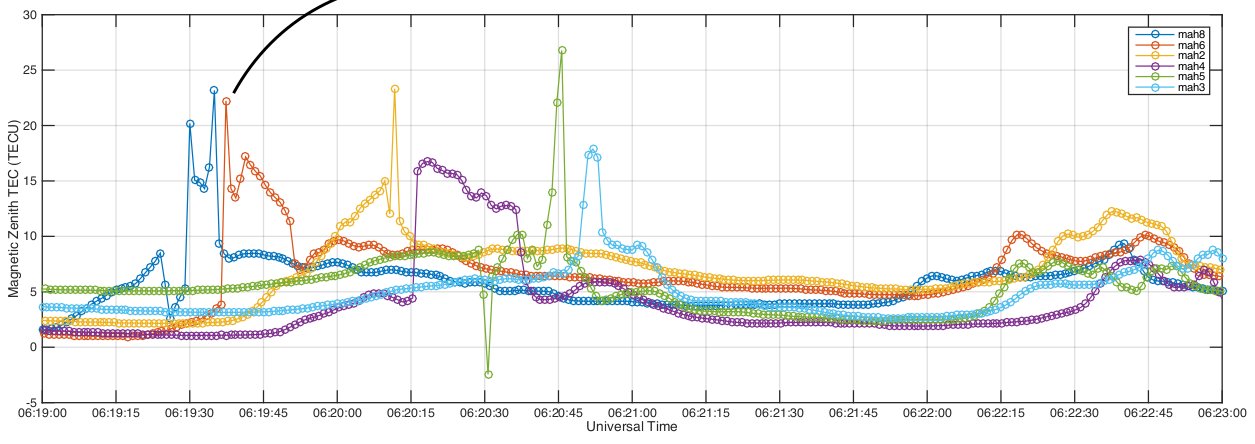 30
25
20
15
10
5
0
-5
Magnetic Zenith TEC (TECU)
mah8
mah6
mah2
mah4
mah5
mah3
06:19:00 06:19:15 06:19:30 06:19:45 06:20:00 06:20:15 06:20:30 06:20:45 06:21:00 06:21:15 06:21:30 06:21:45 06:22:00 06:22:15 06:22:30 06:22:45 06:23:00
Universal Time